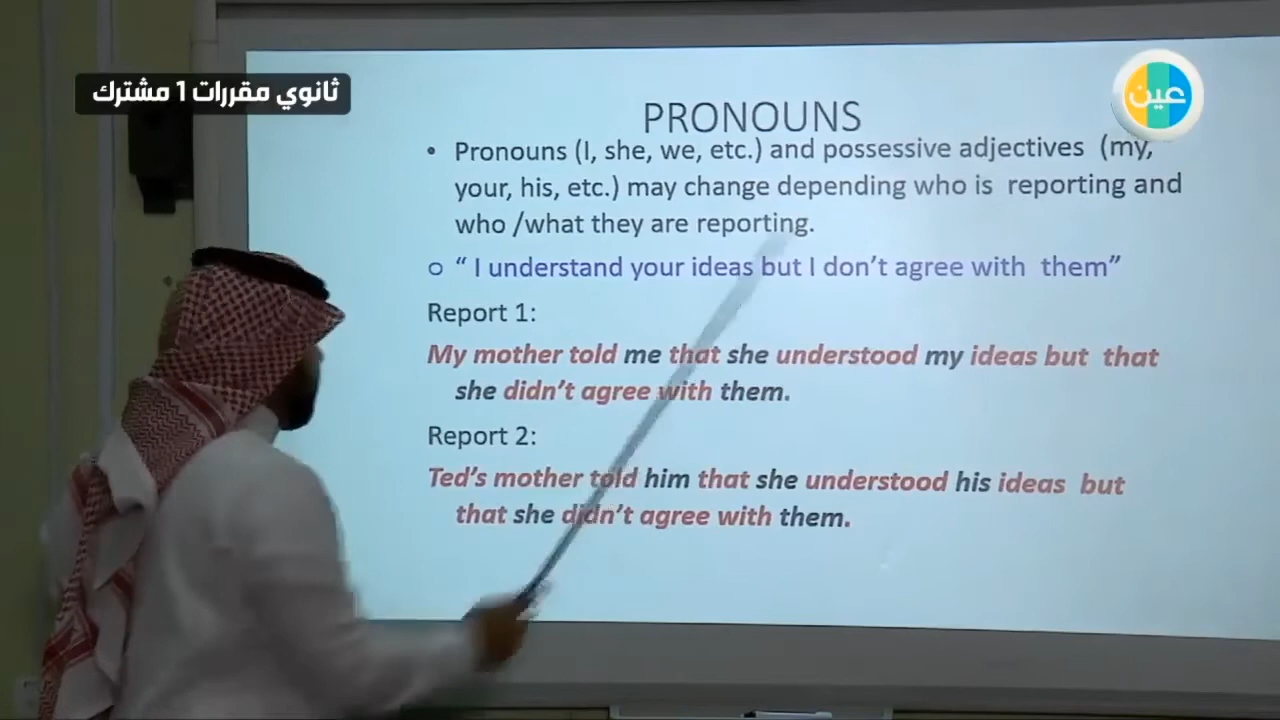 ثانوي مقررات 1 مشترك
عين
PRONOUNS
• Pronouns (I, she, we, etc.) and possessive adjectives (my,
your, his, etc.) may change depending who is reporting and
who /what they are reporting.
o “ I understand your ideas but I don’t agree with them”
Report 1:
My mother told me that she understood my ideas but that
she didn’t agree with them.
Report 2:
Ted’s mother told him that she understood his ideas but
that she didn’t agree with them.